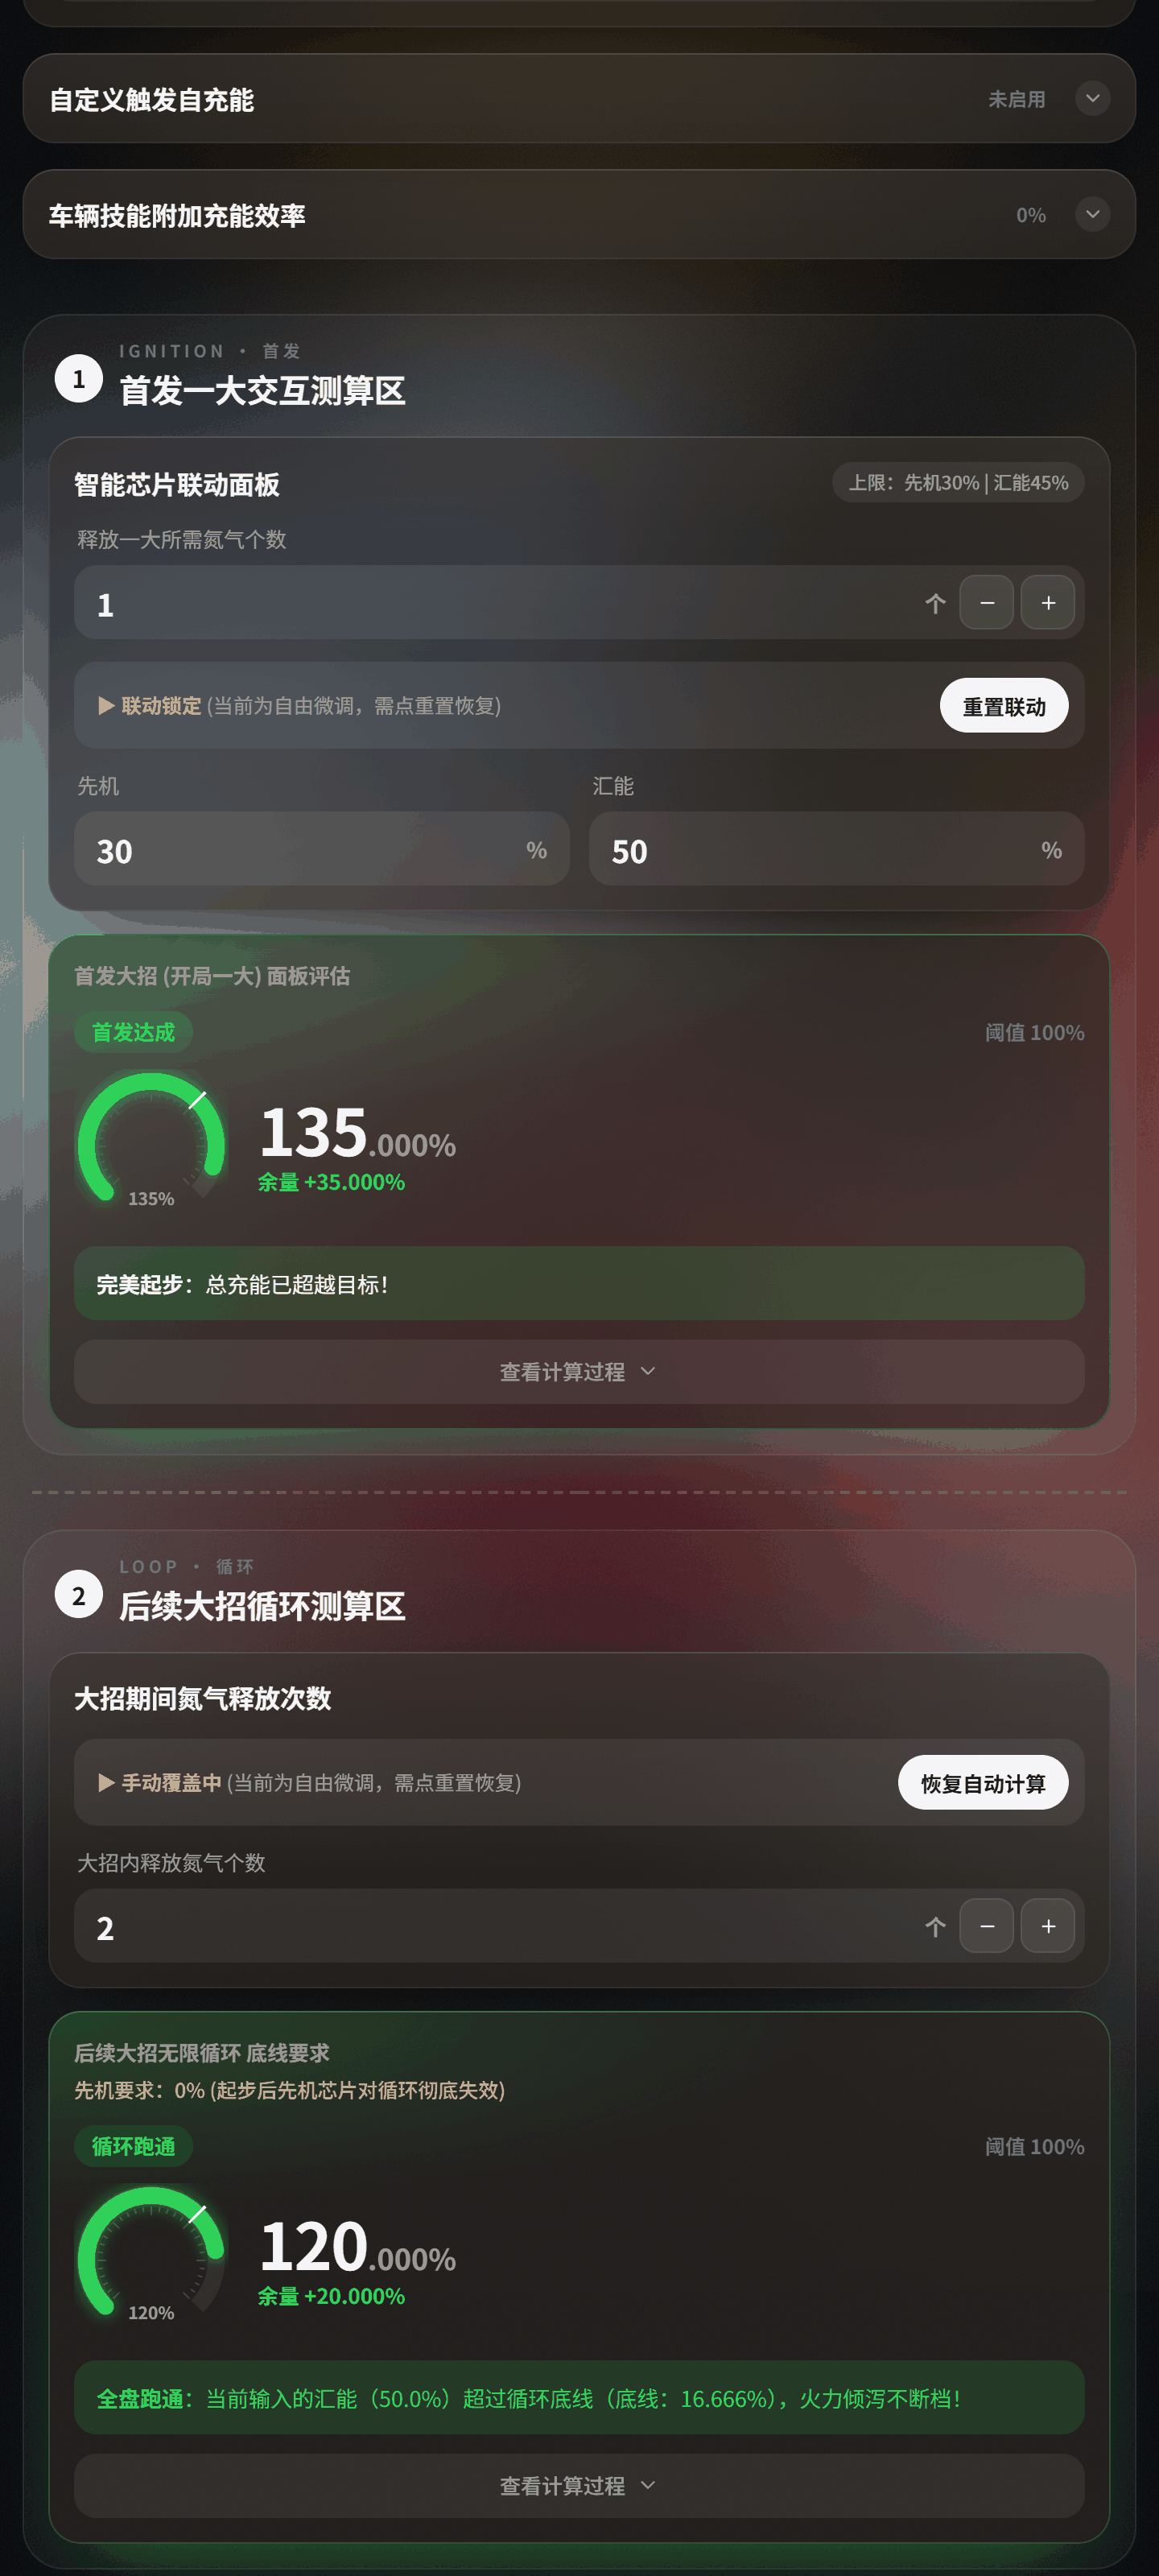 自定义触发自充能 未启用
车辆技能附加充能效率 0%
IGNITION · 首发
1 首发一大交互测算区
智能芯片联动面板 上限：先机30% | 汇能45%
释放一大所需氮气个数
1 个 − +
▶ 联动锁定 (当前为自由微调，需点重置恢复) 重置联动
先机 汇能
30 % 50 %
首发大招 (开局一大) 面板评估
首发达成 阈值 100%
135.000%
余量 +35.000%
135%
完美起步：总充能已超越目标！
查看计算过程
LOOP · 循环
2 后续大招循环测算区
大招期间氮气释放次数
▶ 手动覆盖中 (当前为自由微调，需点重置恢复) 恢复自动计算
大招内释放氮气个数
2 个 − +
后续大招无限循环 底线要求
先机要求：0% (起步后先机芯片对循环彻底失效)
循环跑通 阈值 100%
120.000%
余量 +20.000%
120%
全盘跑通：当前输入的汇能（50.0%）超过循环底线（底线：16.666%），火力倾泻不断档！
查看计算过程